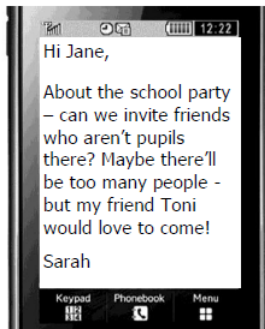 12:22
Hi Jane,
About the school party
– can we invite friends
who aren't pupils
there? Maybe there'll
be too many people -
but my friend Toni
would love to come!
Sarah
Keypad Phonebook Menu